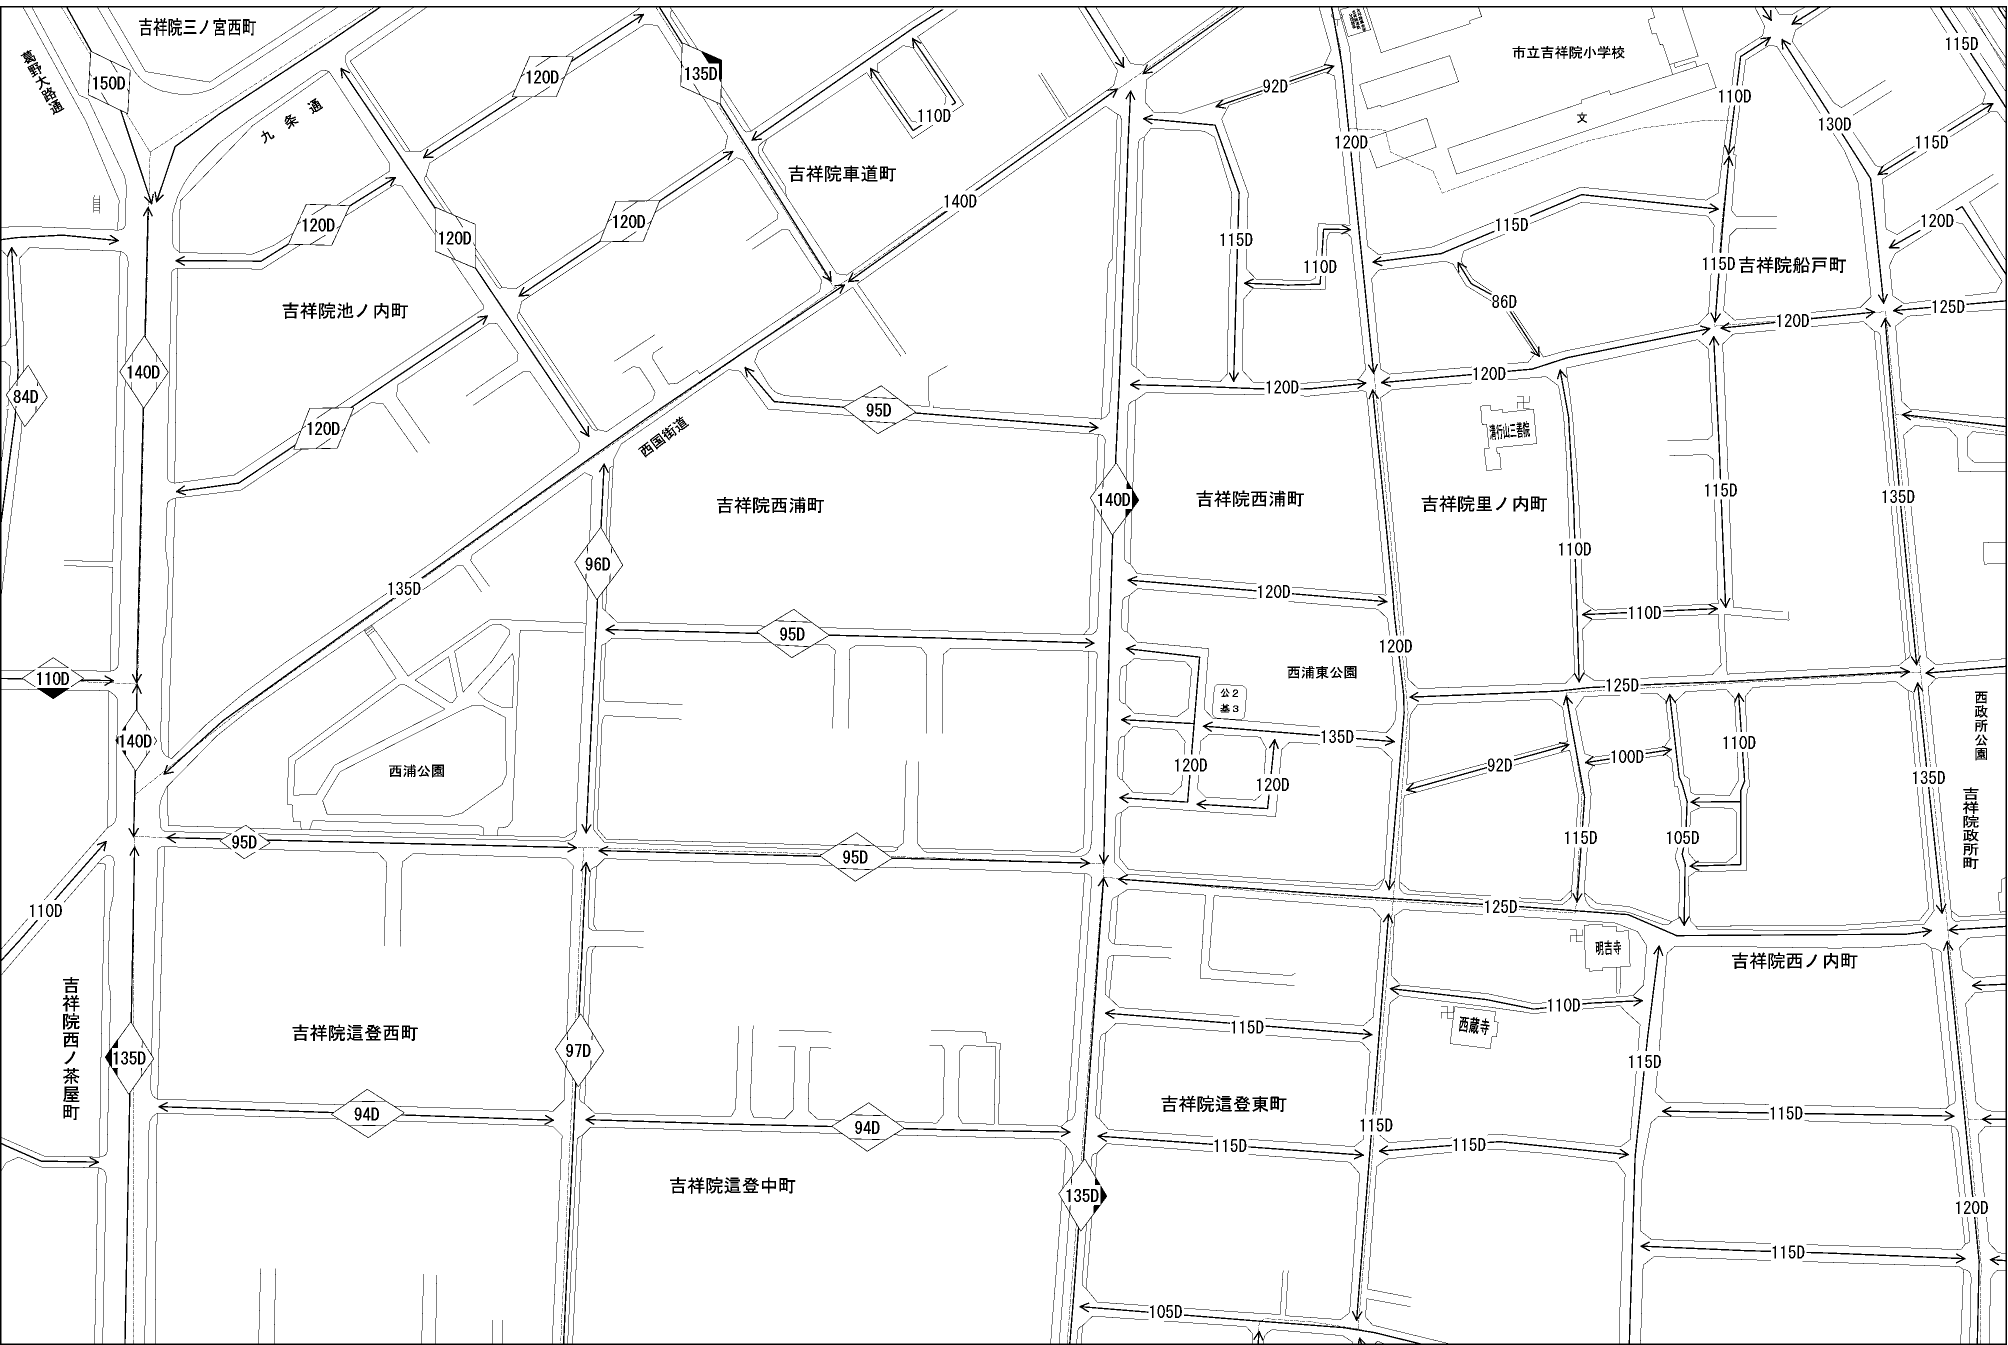 吉祥院三ノ宮西町
葛野大路通
150D
九条通
120D
135D
110D
92D
市立吉祥院小学校
文
115D
110D
130D
115D
120D
140D
吉祥院車道町
120D
120D
120D
120D
115D
110D
115D
115D
吉祥院船戸町
120D
125D
86D
120D
吉祥院池ノ内町
140D
84D
120D
95D
120D
120D
西国街道
清行山三善院
吉祥院西浦町
140D
吉祥院西浦町
吉祥院里ノ内町
115D
135D
96D
135D
110D
120D
110D
95D
120D
110D
西浦東公園
125D
公2
基3
西政所公園
140D
135D
110D
西浦公園
120D
120D
92D
100D
135D
吉祥院政所町
95D
95D
115D
105D
110D
125D
明吉寺
吉祥院西ノ内町
吉祥院西ノ茶屋町
吉祥院這登西町
97D
135D
115D
110D
西蔵寺
115D
94D
94D
吉祥院這登東町
115D
115D
115D
115D
吉祥院這登中町
135D
120D
115D
105D